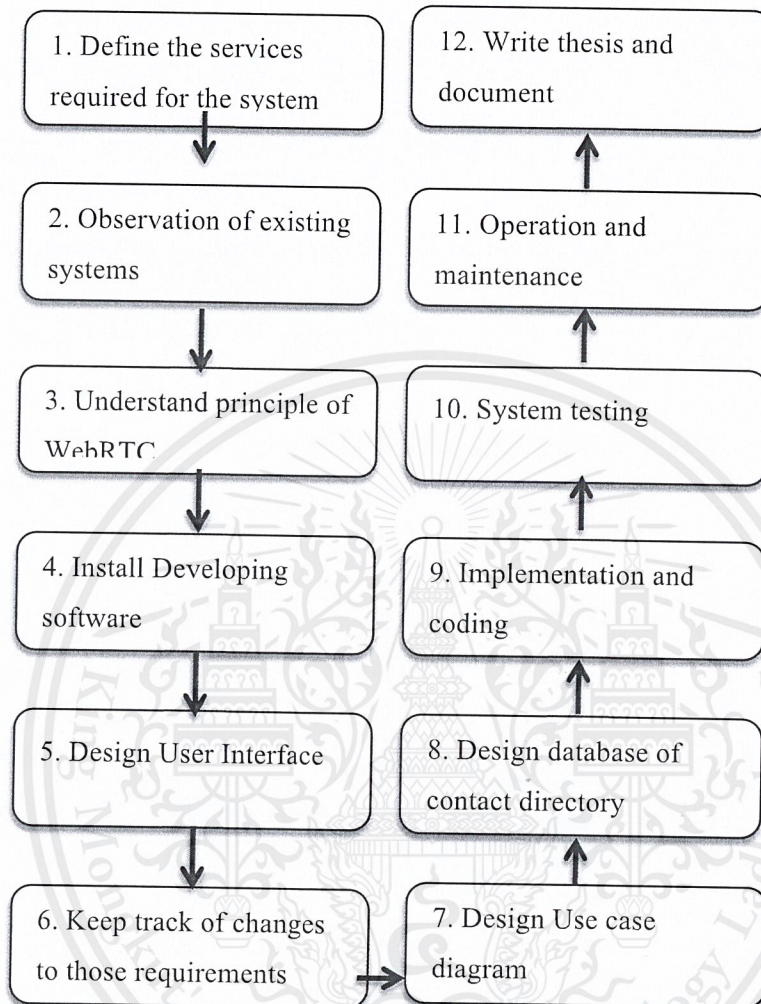 1. Define the services
required for the system
2. Observation of existing
systems
3. Understand principle of
WebRTC
4. Install Developing
software
5. Design User Interface
6. Keep track of changes
to those requirements
7. Design Use case
diagram
8. Design database of
contact directory
9. Implementation and
coding
10. System testing
11. Operation and
maintenance
12. Write thesis and
document
King Mongkut's